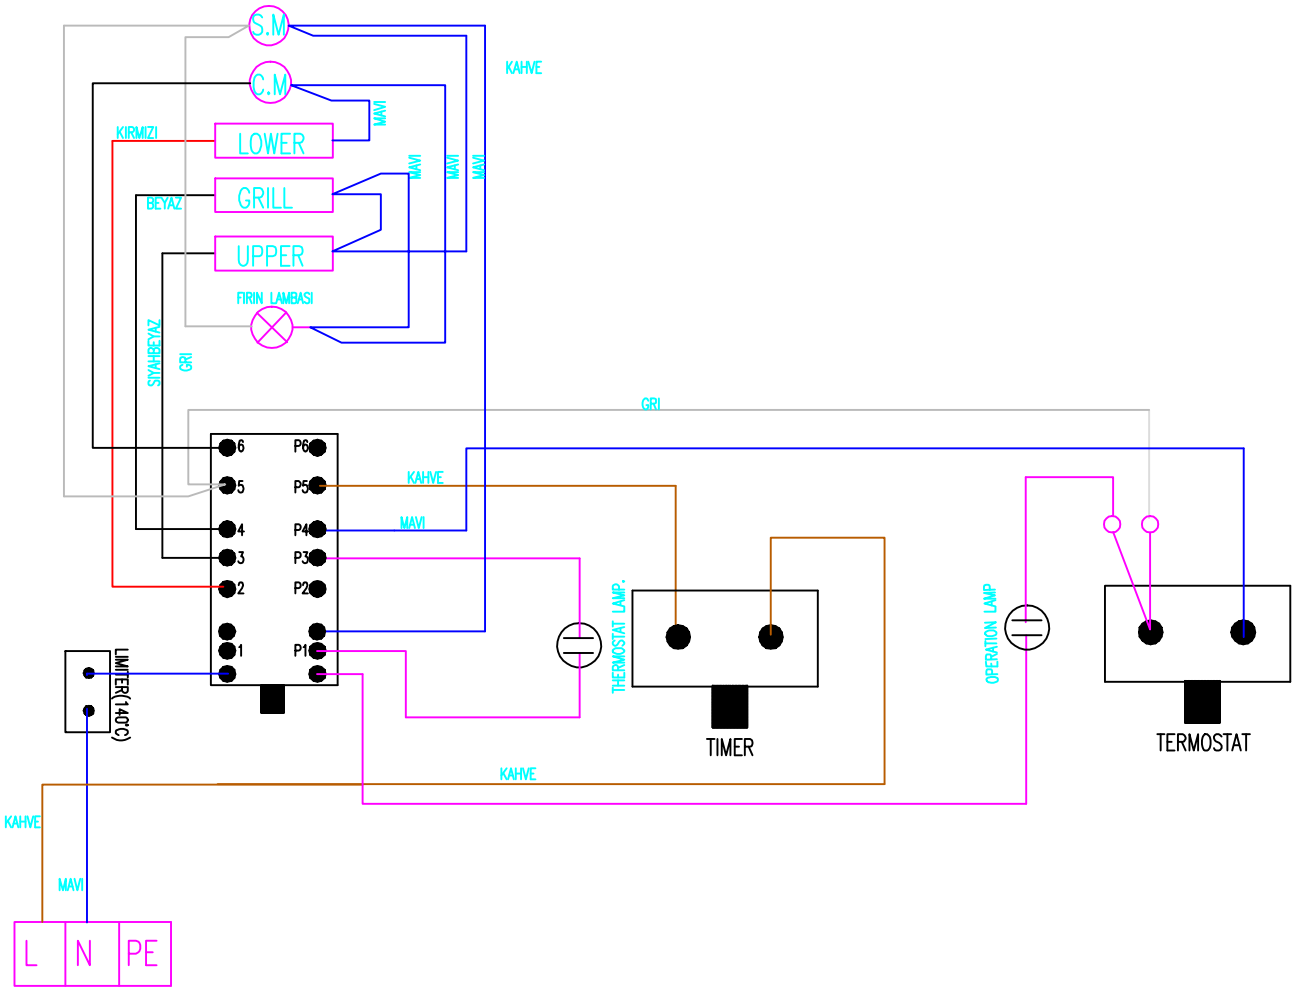 S.M
KAHVE
C.M
MAVI
KIRMIZI
LOWER
MAVI
MAVI
MAVI
BEYAZ
GRILL
UPPER
FIRIN LAMBASI
SIYAHBEYAZ
GRI
GRI
6 P6
KAHVE
5 P5
MAVI
4 P4
3 P3
2 P2
THERMOSTAT LAMP.
OPERATION LAMP
1 P1
LIMITER(140°C)
TIMER
TERMOSTAT
KAHVE
KAHVE
MAVI
L N PE